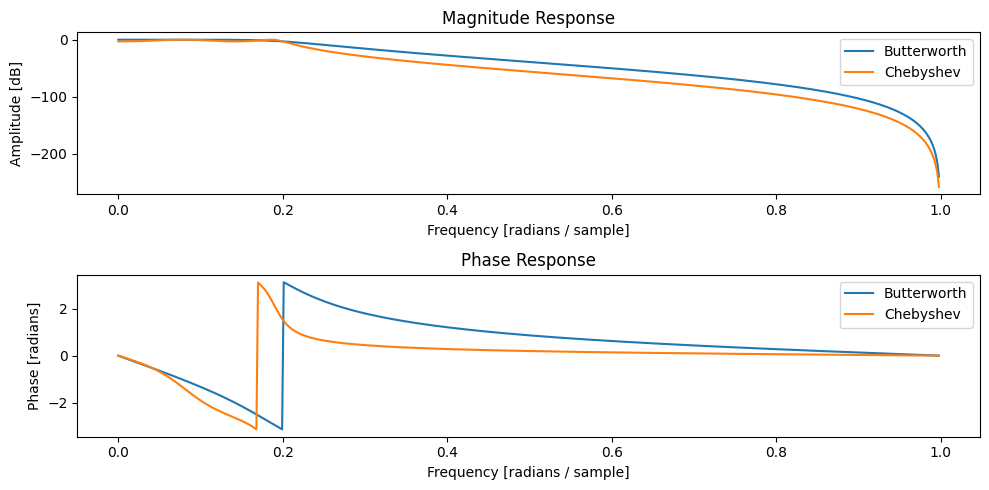 Magnitude Response
Amplitude [dB]
0
−100
−200
Butterworth
Chebyshev
0.0 0.2 0.4 0.6 0.8 1.0
Frequency [radians / sample]
Phase Response
Phase [radians]
2
0
−2
Butterworth
Chebyshev
0.0 0.2 0.4 0.6 0.8 1.0
Frequency [radians / sample]